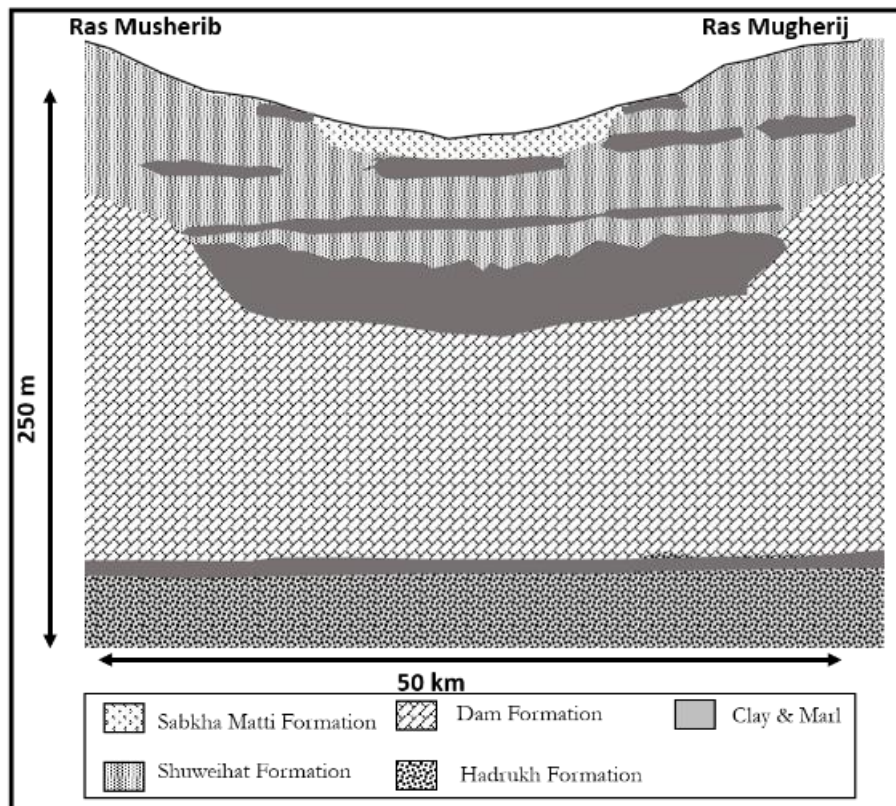 Ras Musherib
Ras Mugherij
250 m
50 km
Sabkha Matti Formation
Dam Formation
Clay & Marl
Shuweihat Formation
Hadrukh Formation